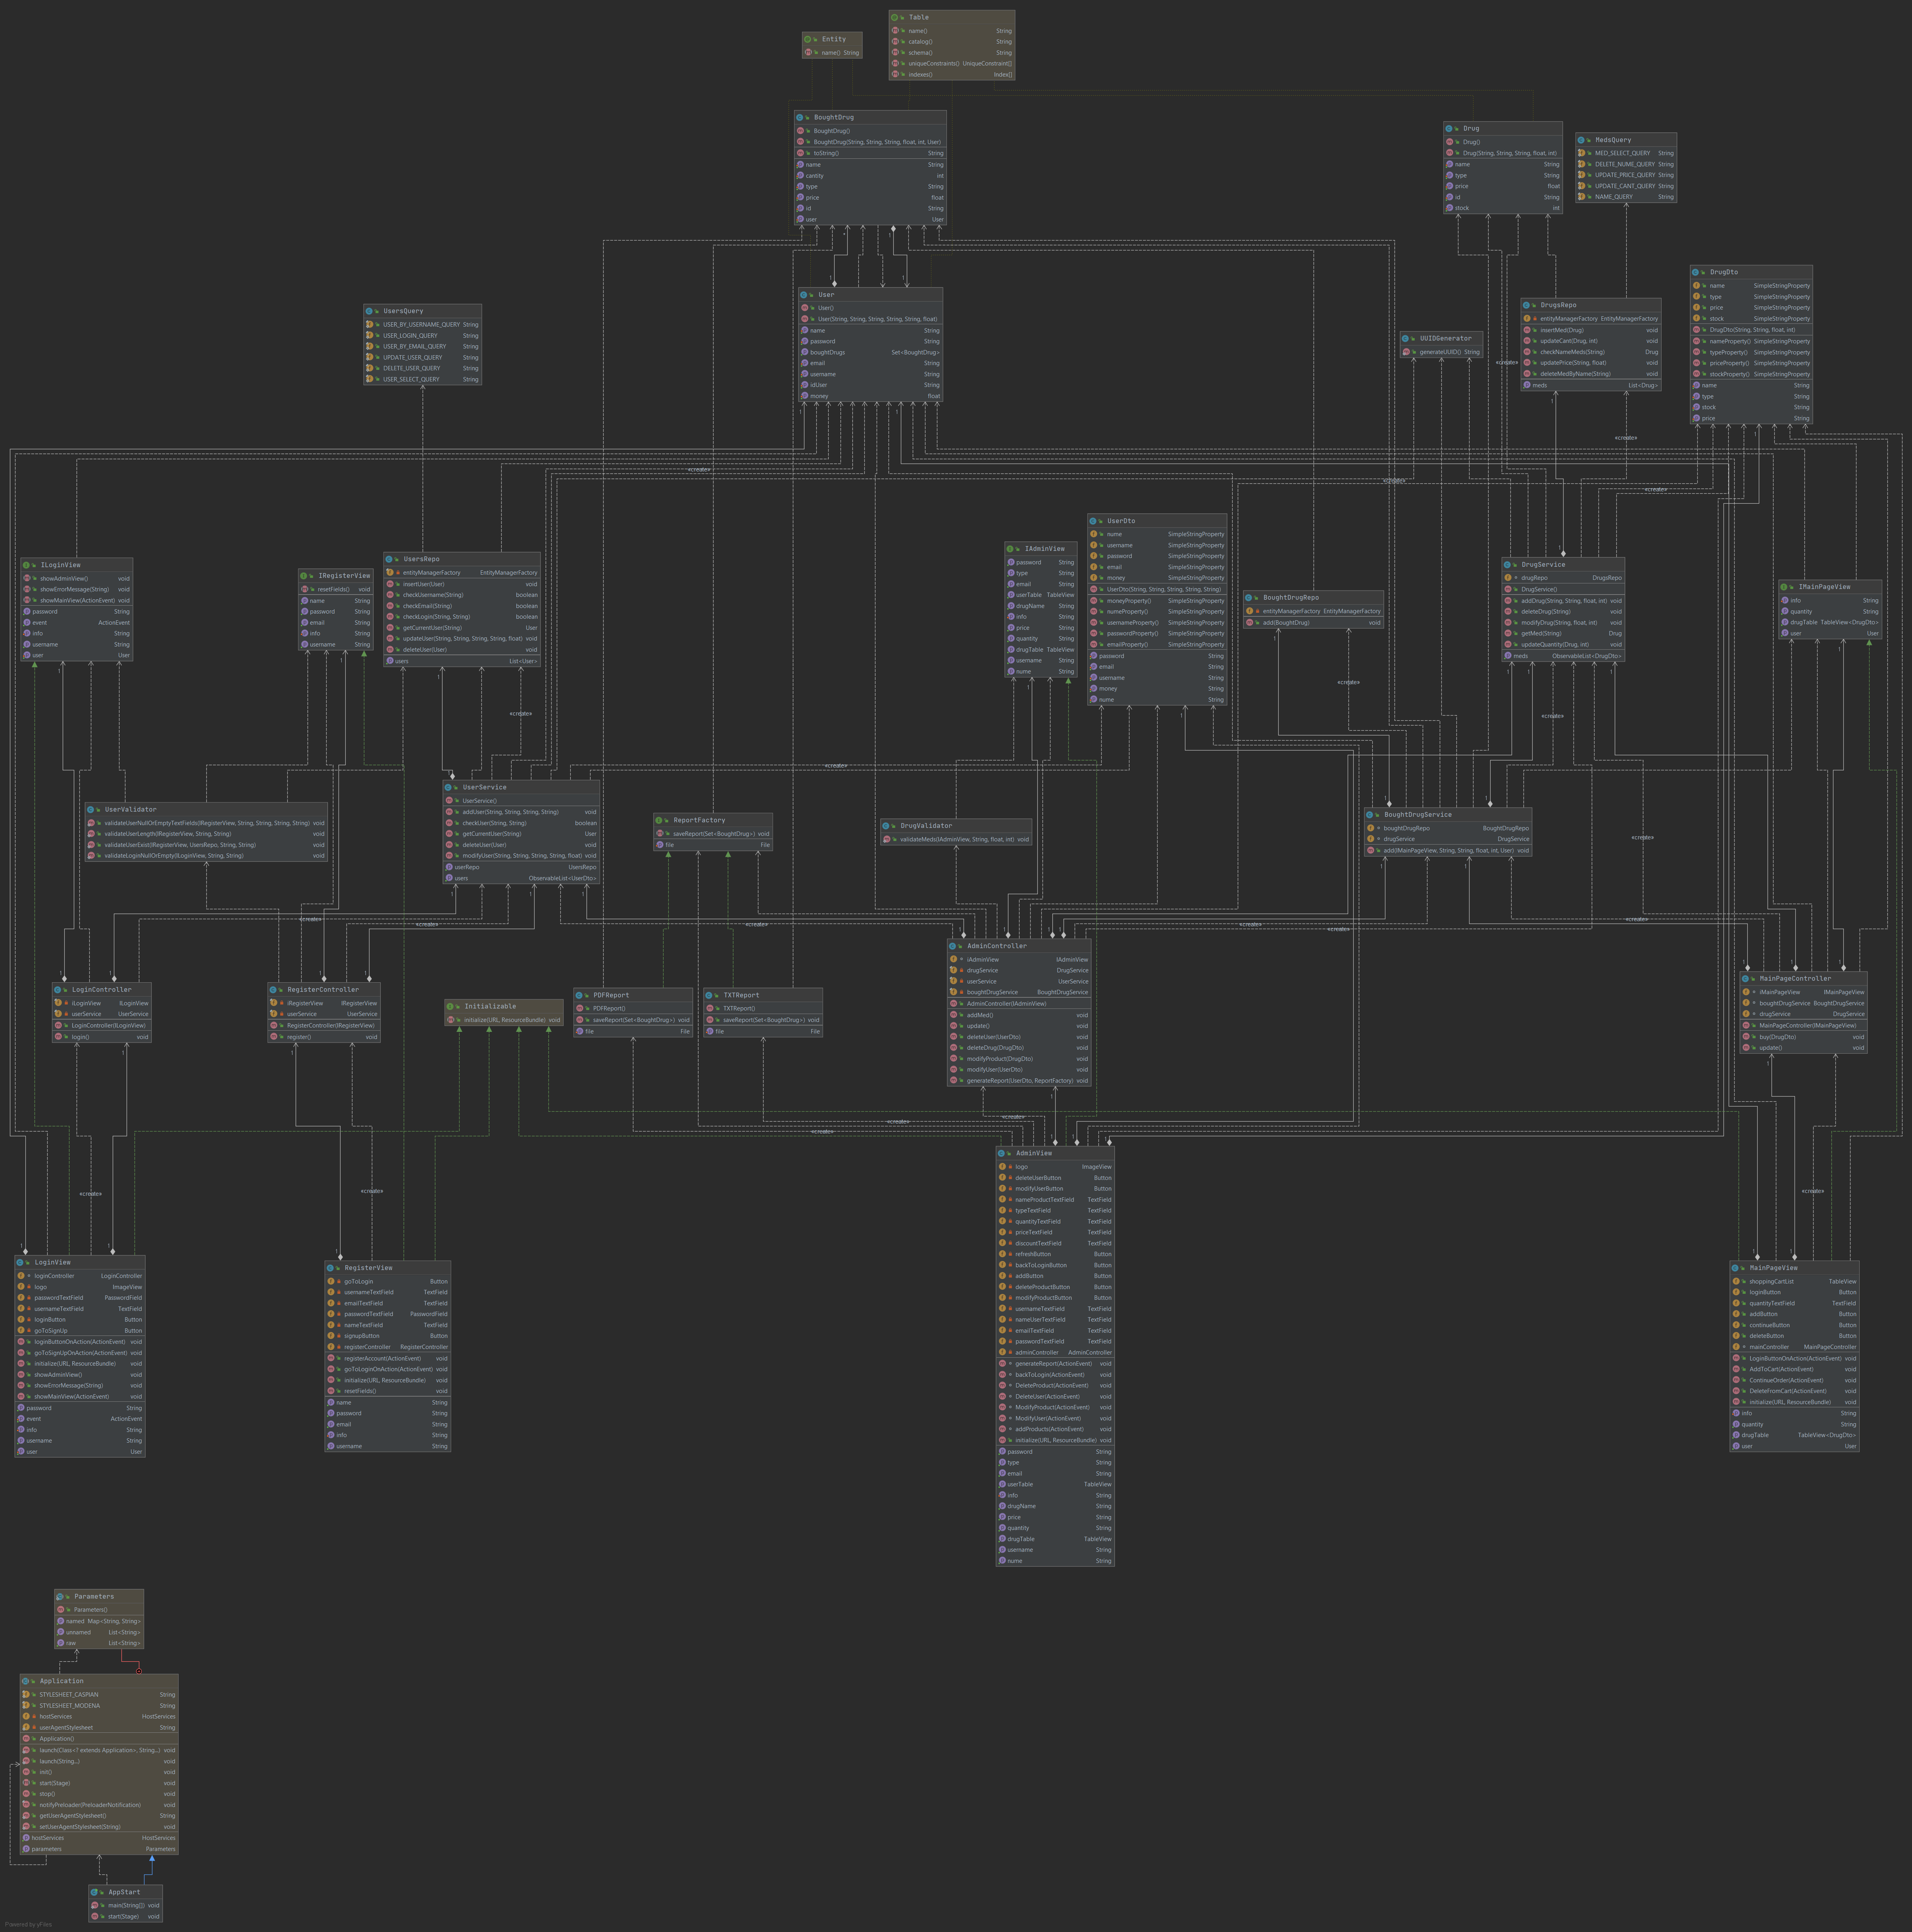 Table
name() String
catalog() String
schema() String
uniqueConstraints() UniqueConstraint[]
indexes() Index[]
Entity
name() String
BoughtDrug
BoughtDrug()
BoughtDrug(String, String, String, float, int, User)
toString() String
name String
cantity int
type String
price float
id String
user User
Drug
Drug()
Drug(String, String, String, float, int)
name String
type String
price float
id String
stock int
MedsQuery
MED_SELECT_QUERY String
DELETE_NUME_QUERY String
UPDATE_PRICE_QUERY String
UPDATE_CANT_QUERY String
NAME_QUERY String
DrugDto
name SimpleStringProperty
type SimpleStringProperty
price SimpleStringProperty
stock SimpleStringProperty
DrugDto(String, String, float, int)
nameProperty() SimpleStringProperty
typeProperty() SimpleStringProperty
priceProperty() SimpleStringProperty
stockProperty() SimpleStringProperty
name String
type String
stock String
price String
User
User()
User(String, String, String, String, String, float)
name String
password String
boughtDrugs Set<BoughtDrug>
email String
username String
idUser String
money float
DrugsRepo
entityManagerFactory EntityManagerFactory
insertMed(Drug) void
updateCant(Drug, int) void
checkNameMeds(String) Drug
updatePrice(String, float) void
deleteMedByName(String) void
meds List<Drug>
UsersQuery
USER_BY_USERNAME_QUERY String
USER_LOGIN_QUERY String
USER_BY_EMAIL_QUERY String
UPDATE_USER_QUERY String
DELETE_USER_QUERY String
USER_SELECT_QUERY String
UUIDGenerator
generateUUID() String
«create»
«create»
«create»
«create»
«create»
UserDto
nume SimpleStringProperty
username SimpleStringProperty
password SimpleStringProperty
email SimpleStringProperty
money SimpleStringProperty
UserDto(String, String, String, String, String)
moneyProperty() SimpleStringProperty
numeProperty() SimpleStringProperty
usernameProperty() SimpleStringProperty
passwordProperty() SimpleStringProperty
emailProperty() SimpleStringProperty
password String
email String
username String
money String
nume String
IAdminView
password String
type String
email String
userTable TableView
drugName String
info String
price String
quantity String
drugTable TableView
username String
nume String
UsersRepo
entityManagerFactory EntityManagerFactory
insertUser(User) void
checkUsername(String) boolean
checkEmail(String) boolean
checkLogin(String, String) boolean
getCurrentUser(String) User
updateUser(String, String, String, String, float) void
deleteUser(User) void
users List<User>
ILoginView
showAdminView() void
showErrorMessage(String) void
showMainView(ActionEvent) void
password String
event ActionEvent
info String
username String
user User
IRegisterView
resetFields() void
name String
password String
email String
info String
username String
DrugService
drugRepo DrugsRepo
DrugService()
addDrug(String, String, float, int) void
deleteDrug(String) void
modifyDrug(String, float, int) void
getMed(String) Drug
updateQuantity(Drug, int) void
meds ObservableList<DrugDto>
IMainPageView
info String
quantity String
drugTable TableView<DrugDto>
user User
BoughtDrugRepo
entityManagerFactory EntityManagerFactory
add(BoughtDrug) void
«create»
«create»
«create»
«create»
UserService
UserService()
addUser(String, String, String, String) void
checkUser(String, String) boolean
getCurrentUser(String) User
deleteUser(User) void
modifyUser(String, String, String, String, float) void
userRepo UsersRepo
users ObservableList<UserDto>
UserValidator
validateUserNullOrEmptyTextFields(IRegisterView, String, String, String, String) void
validateUserLength(IRegisterView, String, String) void
validateUserExist(IRegisterView, UsersRepo, String, String) void
validateLoginNullOrEmpty(ILoginView, String, String) void
ReportFactory
saveReport(Set<BoughtDrug>) void
file File
DrugValidator
validateMeds(IAdminView, String, float, int) void
BoughtDrugService
boughtDrugRepo BoughtDrugRepo
drugService DrugService
add(IMainPageView, String, String, float, int, User) void
«create»
«create»
«create»
«create»
«create»
«create»
«create»
AdminController
iAdminView IAdminView
drugService DrugService
userService UserService
boughtDrugService BoughtDrugService
AdminController(IAdminView)
addMed() void
update() void
deleteUser(UserDto) void
deleteDrug(DrugDto) void
modifyProduct(DrugDto) void
modifyUser(UserDto) void
generateReport(UserDto, ReportFactory) void
MainPageController
iMainPageView IMainPageView
boughtDrugService BoughtDrugService
drugService DrugService
MainPageController(IMainPageView)
buy(DrugDto) void
update() void
LoginController
iLoginView ILoginView
userService UserService
LoginController(ILoginView)
login() void
RegisterController
iRegisterView IRegisterView
userService UserService
RegisterController(IRegisterView)
register() void
Initializable
initialize(URL, ResourceBundle) void
PDFReport
PDFReport()
saveReport(Set<BoughtDrug>) void
file File
TXTReport
TXTReport()
saveReport(Set<BoughtDrug>) void
file File
«create»
«create»
«create»
«create»
«create»
«create»
AdminView
logo ImageView
deleteUserButton Button
modifyUserButton Button
nameProductTextField TextField
typeTextField TextField
quantityTextField TextField
priceTextField TextField
discountTextField TextField
refreshButton Button
backToLoginButton Button
addButton Button
deleteProductButton Button
modifyProductButton Button
usernameTextField TextField
nameUserTextField TextField
emailTextField TextField
passwordTextField TextField
adminController AdminController
generateReport(ActionEvent) void
backToLogin(ActionEvent) void
DeleteProduct(ActionEvent) void
DeleteUser(ActionEvent) void
ModifyProduct(ActionEvent) void
ModifyUser(ActionEvent) void
addProducts(ActionEvent) void
initialize(URL, ResourceBundle) void
password String
type String
email String
userTable TableView
info String
drugName String
price String
quantity String
drugTable TableView
username String
nume String
LoginView
loginController LoginController
logo ImageView
passwordTextField PasswordField
usernameTextField TextField
loginButton Button
goToSignUp Button
loginButtonOnAction(ActionEvent) void
goToSignUpOnAction(ActionEvent) void
initialize(URL, ResourceBundle) void
showAdminView() void
showErrorMessage(String) void
showMainView(ActionEvent) void
password String
event ActionEvent
info String
username String
user User
RegisterView
goToLogin Button
usernameTextField TextField
emailTextField TextField
passwordTextField PasswordField
nameTextField TextField
signupButton Button
registerController RegisterController
registerAccount(ActionEvent) void
goToLoginOnAction(ActionEvent) void
initialize(URL, ResourceBundle) void
resetFields() void
name String
password String
email String
info String
username String
MainPageView
shoppingCartList TableView
loginButton Button
quantityTextField TextField
addButton Button
continueButton Button
deleteButton Button
mainController MainPageController
LoginButtonOnAction(ActionEvent) void
AddToCart(ActionEvent) void
ContinueOrder(ActionEvent) void
DeleteFromCart(ActionEvent) void
initialize(URL, ResourceBundle) void
info String
quantity String
drugTable TableView<DrugDto>
user User
Parameters
Parameters()
named Map<String, String>
unnamed List<String>
raw List<String>
Application
STYLESHEET_CASPIAN String
STYLESHEET_MODENA String
hostServices HostServices
userAgentStylesheet String
Application()
launch(Class<? extends Application>, String...) void
launch(String...) void
init() void
start(Stage) void
stop() void
notifyPreloader(PreloaderNotification) void
getUserAgentStylesheet() String
setUserAgentStylesheet(String) void
hostServices HostServices
parameters Parameters
AppStart
main(String[]) void
start(Stage) void
Powered by yFiles